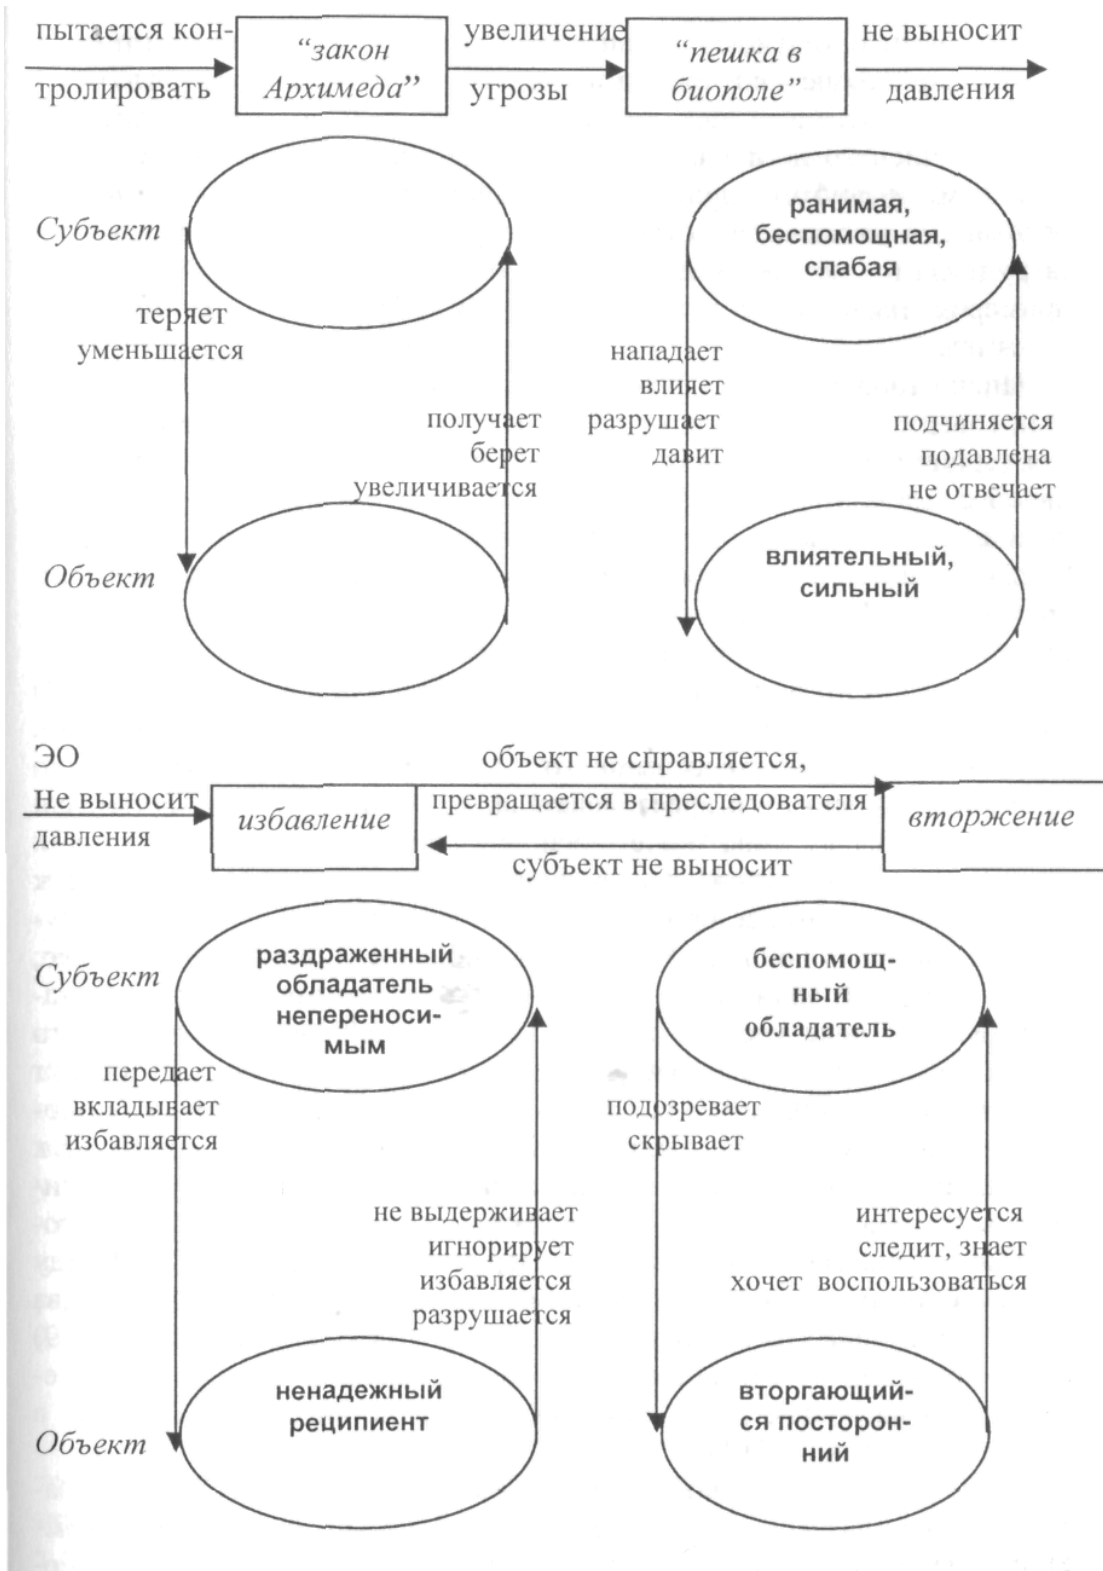 пытается кон-
тролировать
“закон
Архимеда”
увеличение
угрозы
“пешка в
биополе”
не выносит
давления
Субъект
теряет
уменьшается
получает
берет
увеличивается
Объект
ранимая,
беспомощная,
слабая
нападает
влияет
разрушает
давит
подчиняется
подавлена
не отвечает
влиятельный,
сильный
ЭО
Не выносит
давления
избавление
объект не справляется,
превращается в преследователя
субъект не выносит
вторжение
Субъект
раздраженный
обладатель
непереноси-
мым
передает
вкладывает
избавляется
не выдерживает
игнорирует
избавляется
разрушается
Объект
ненадежный
реципиент
беспомощ-
ный
обладатель
подозревает
скрывает
интересуется
следит, знает
хочет воспользоваться
вторгающий-
ся посторон-
ний